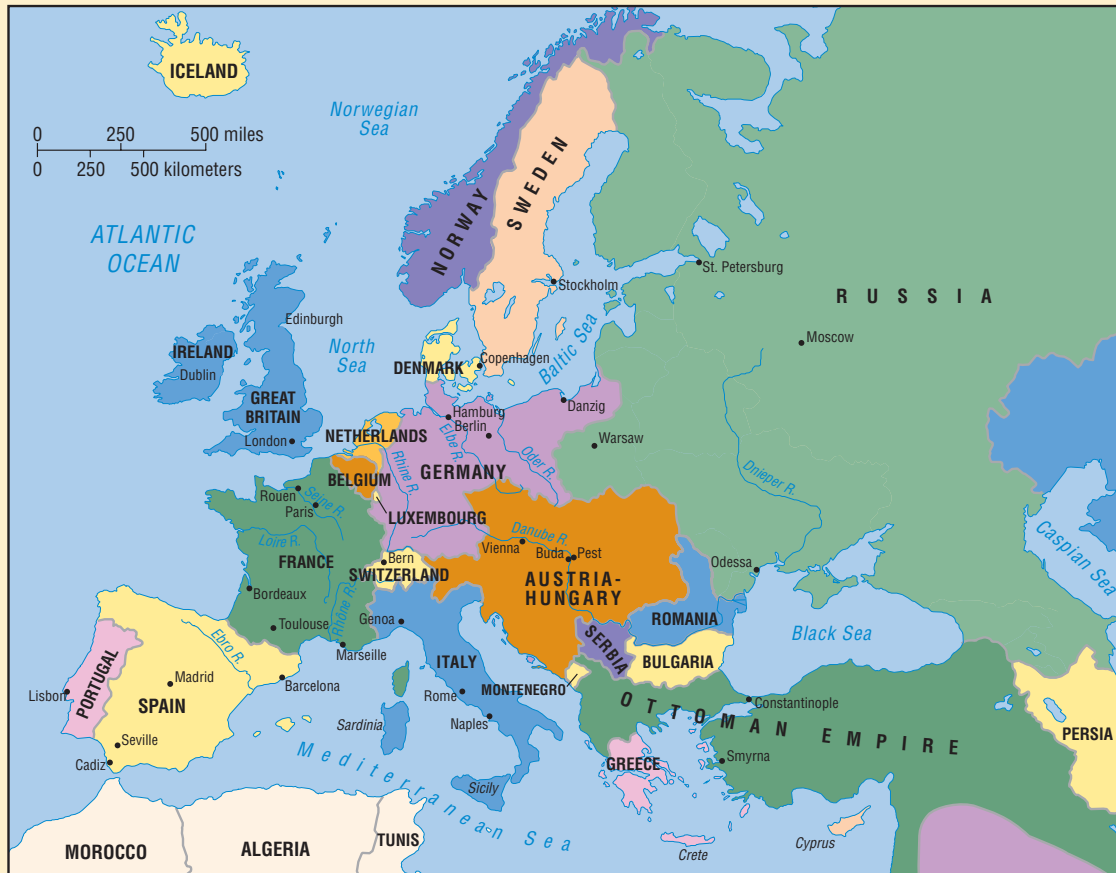 ICELAND
Norwegian
Sea
0 250 500 miles
0 250 500 kilometers
ATLANTIC
OCEAN
NORWAY
SWEDEN
St. Petersburg
Stockholm
RUSSIA
Moscow
Edinburgh
North
Sea
Baltic Sea
IRELAND
Dublin
DENMARK
Copenhagen
GREAT
BRITAIN
London
Hamburg
Berlin
Danzig
NETHERLANDS
Elbe R.
Oder R.
Warsaw
Rhine R.
GERMANY
BELGIUM
Dnieper R.
Rouen
Seine R.
Paris
LUXEMBOURG
Caspian Sea
Loire R.
FRANCE
Danube R.
Vienna
Buda
Pest
Bern
SWITZERLAND
AUSTRIA-
HUNGARY
Odessa
Bordeaux
Rhône R.
Toulouse
Genoa
Marseille
ROMANIA
SERBIA
Black Sea
BULGARIA
Ebro R.
ITALY
PORTUGAL
Madrid
Barcelona
MONTENEGRO
Lisbon
SPAIN
Rome
OTTOMAN EMPIRE
Constantinople
Sardinia
Naples
PERSIA
Seville
Cadiz
GREECE
Smyrna
Mediterranean Sea
Sicily
MOROCCO
ALGERIA
TUNIS
Crete
Cyprus